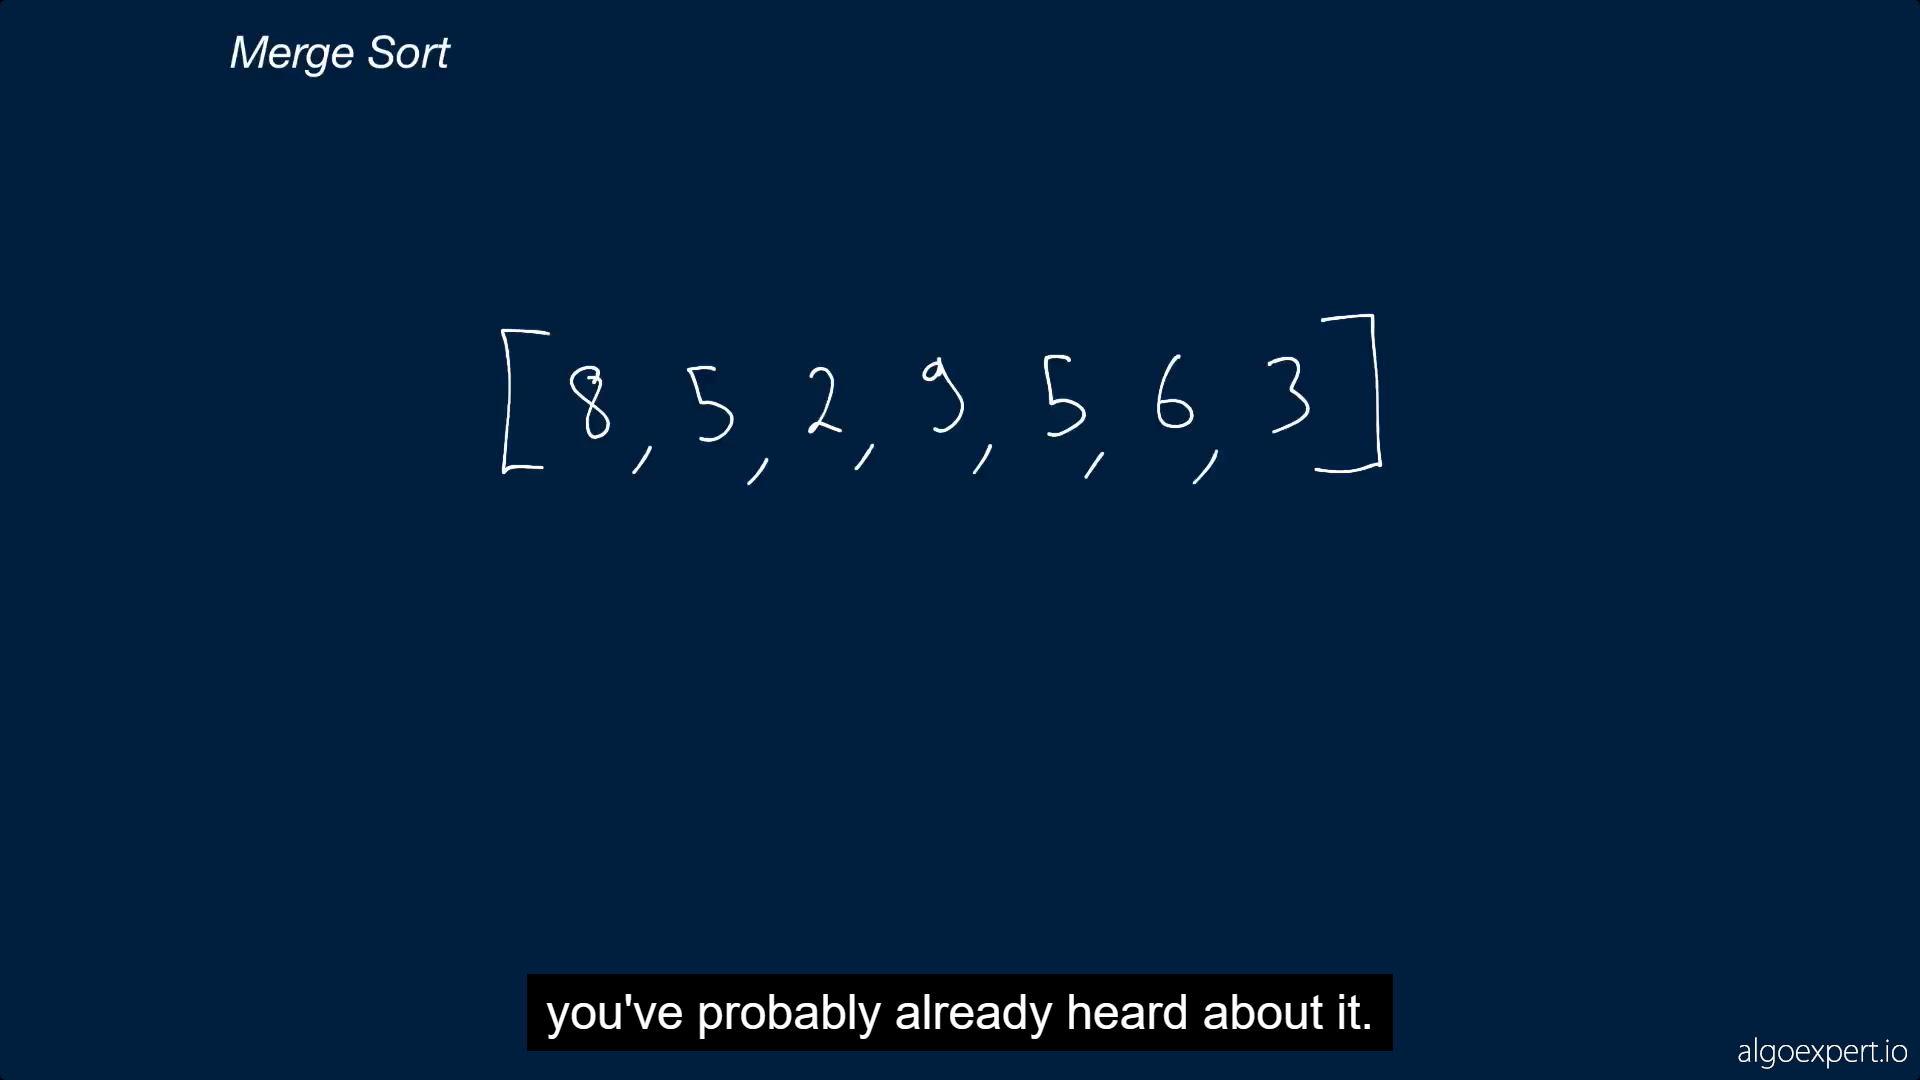 Merge Sort
[8, 5, 2, 9, 5, 6, 3]
you've probably already heard about it.
algoexpert.io